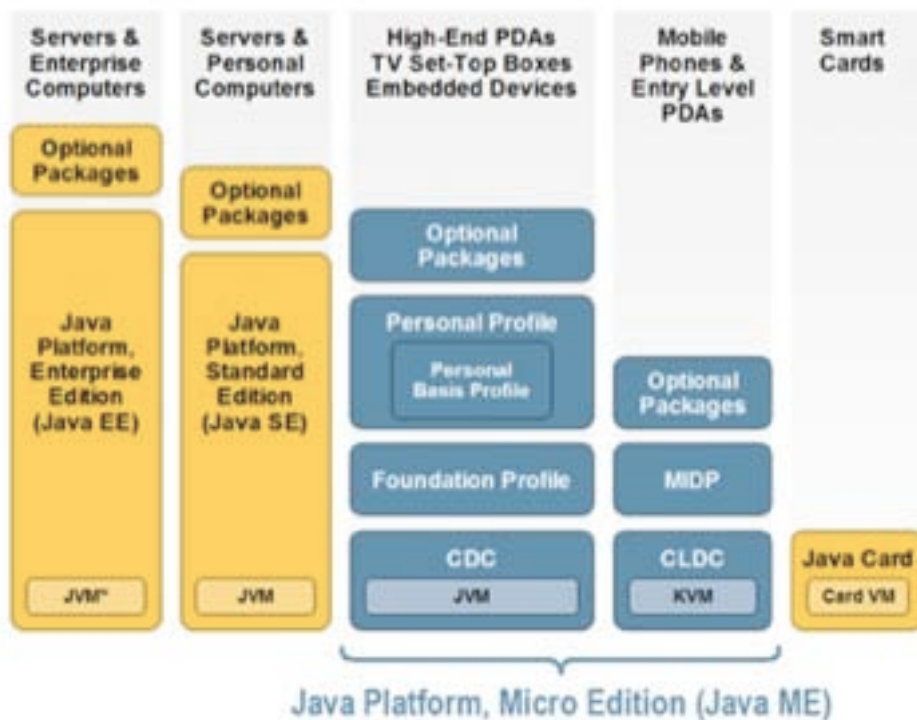 Servers &
Enterprise
Computers
Servers &
Personal
Computers
High-End PDAs
TV Set-Top Boxes
Embedded Devices
Mobile
Phones &
Entry Level
PDAs
Smart
Cards
Optional
Packages
Java
Platform,
Enterprise
Edition
(Java EE)
JVM*
Optional
Packages
Java
Platform,
Standard
Edition
(Java SE)
JVM
Optional
Packages
Personal Profile
Personal
Basis Profile
Foundation Profile
CDC
JVM
Optional
Packages
MIDP
CLDC
KVM
Java Card
Card VM
Java Platform, Micro Edition (Java ME)